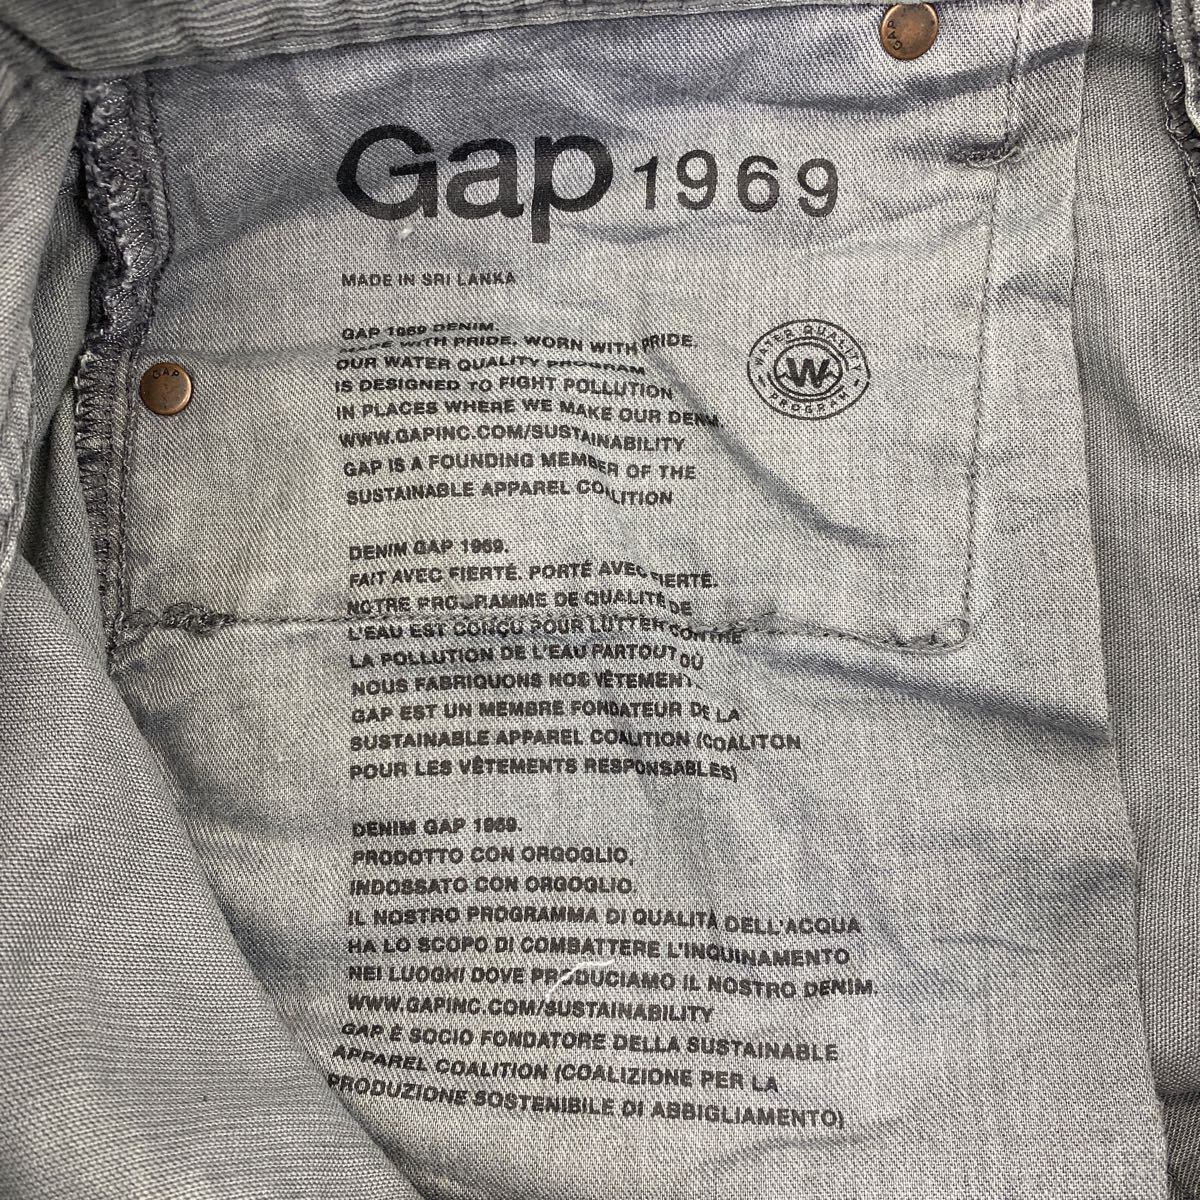 GAP
Gap 1969
MADE IN SRI LANKA
GAP 1969 DENIM.
WITH PRIDE. WORN WITH PRIDE.
OUR WATER QUALITY PROGRAM
IS DESIGNED TO FIGHT POLLUTION
IN PLACES WHERE WE MAKE OUR DENIM.
WWW.GAPINC.COM/SUSTAINABILITY
GAP IS A FOUNDING MEMBER OF THE
SUSTAINABLE APPAREL COALITION
WATER QUALITY
W
PROGRAM
GAP
DENIM GAP 1969.
FAIT AVEC FIERTÉ. PORTÉ AVEC FIERTÉ.
NOTRE PROGRAMME DE QUALITÉ DE
L'EAU EST CONÇU POUR LUTTER CONTRE
LA POLLUTION DE L'EAU PARTOUT OÙ
NOUS FABRIQUONS NOS VÊTEMENTS.
GAP EST UN MEMBRE FONDATEUR DE LA
SUSTAINABLE APPAREL COALITION (COALITON
POUR LES VÊTEMENTS RESPONSABLES)
DENIM GAP 1969.
PRODOTTO CON ORGOGLIO,
INDOSSATO CON ORGOGLIO.
IL NOSTRO PROGRAMMA DI QUALITÀ DELL'ACQUA
HA LO SCOPO DI COMBATTERE L'INQUINAMENTO
NEI LUOGHI DOVE PRODUCIAMO IL NOSTRO DENIM.
WWW.GAPINC.COM/SUSTAINABILITY
GAP È SOCIO FONDATORE DELLA SUSTAINABLE
APPAREL COALITION (COALIZIONE PER LA
PRODUZIONE SOSTENIBILE DI ABBIGLIAMENTO)